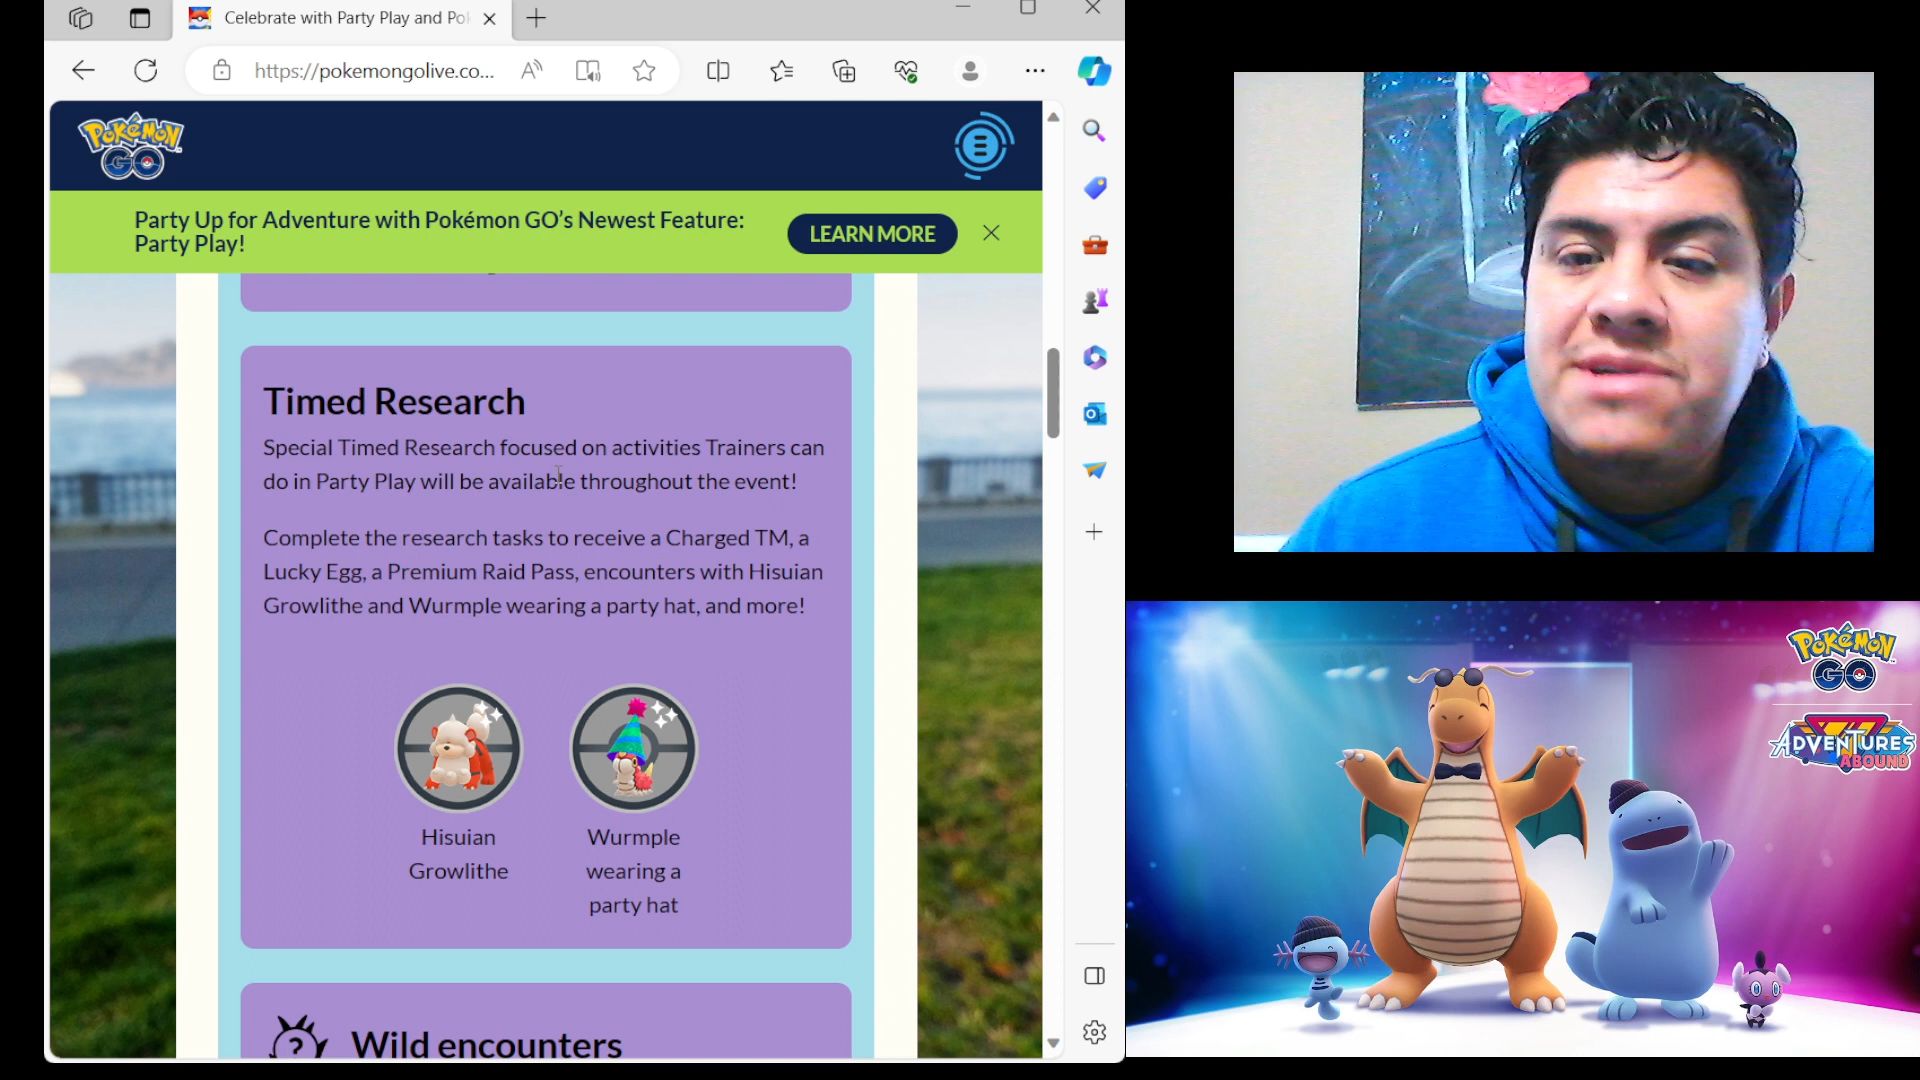 Celebrate with Party Play and Po
https://pokemongolive.co...
POKÉMON
GO
Party Up for Adventure with Pokémon GO's Newest Feature:
Party Play!
LEARN MORE
Timed Research
Special Timed Research focused on activities Trainers can
do in Party Play will be available throughout the event!
Complete the research tasks to receive a Charged TM, a
Lucky Egg, a Premium Raid Pass, encounters with Hisuian
Growlithe and Wurmple wearing a party hat, and more!
Hisuian
Growlithe
Wurmple
wearing a
party hat
Wild encounters
POKÉMON
GO
ADVENTURES
ABOUND